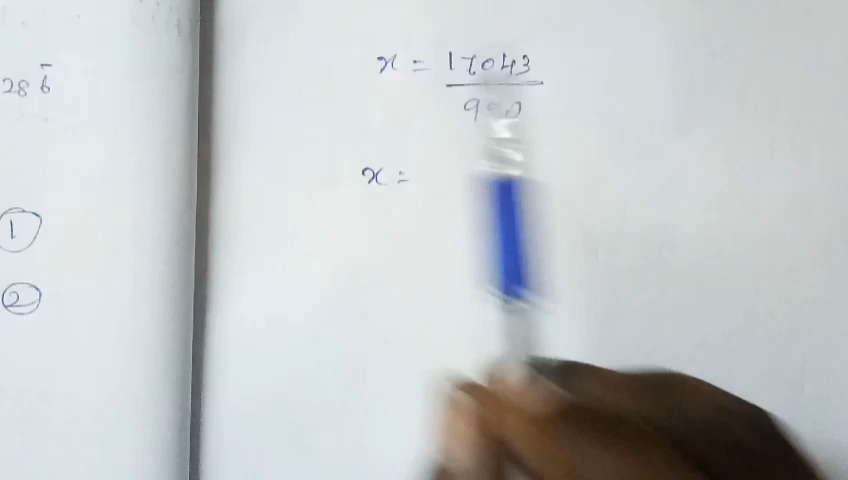 28 6̄
①
②
x = 17043
900
x =